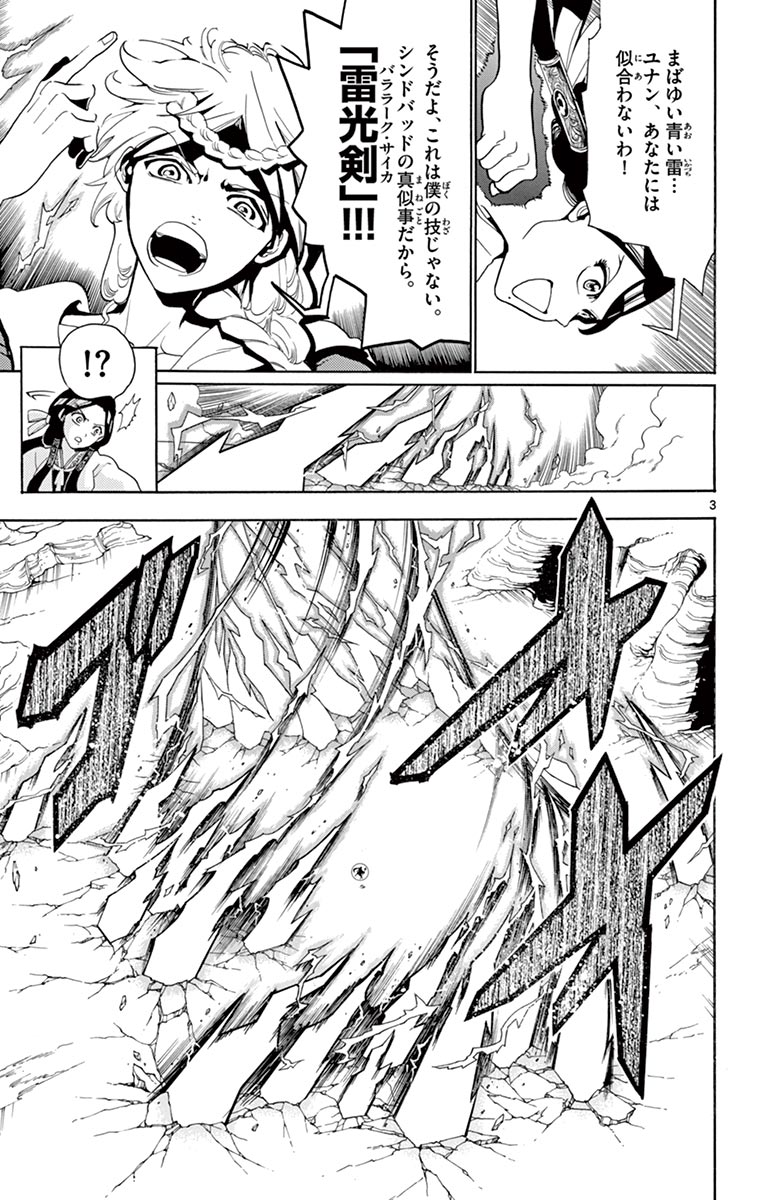 まばゆい青い雷…
ユナン、あなたには
似合わないわ！
そうだよ、これは僕の技じゃない。
シンドバッドの真似事だから。
「雷光剣」!!!
バララーク・サイカ
!?
3
ズ
メ
メ